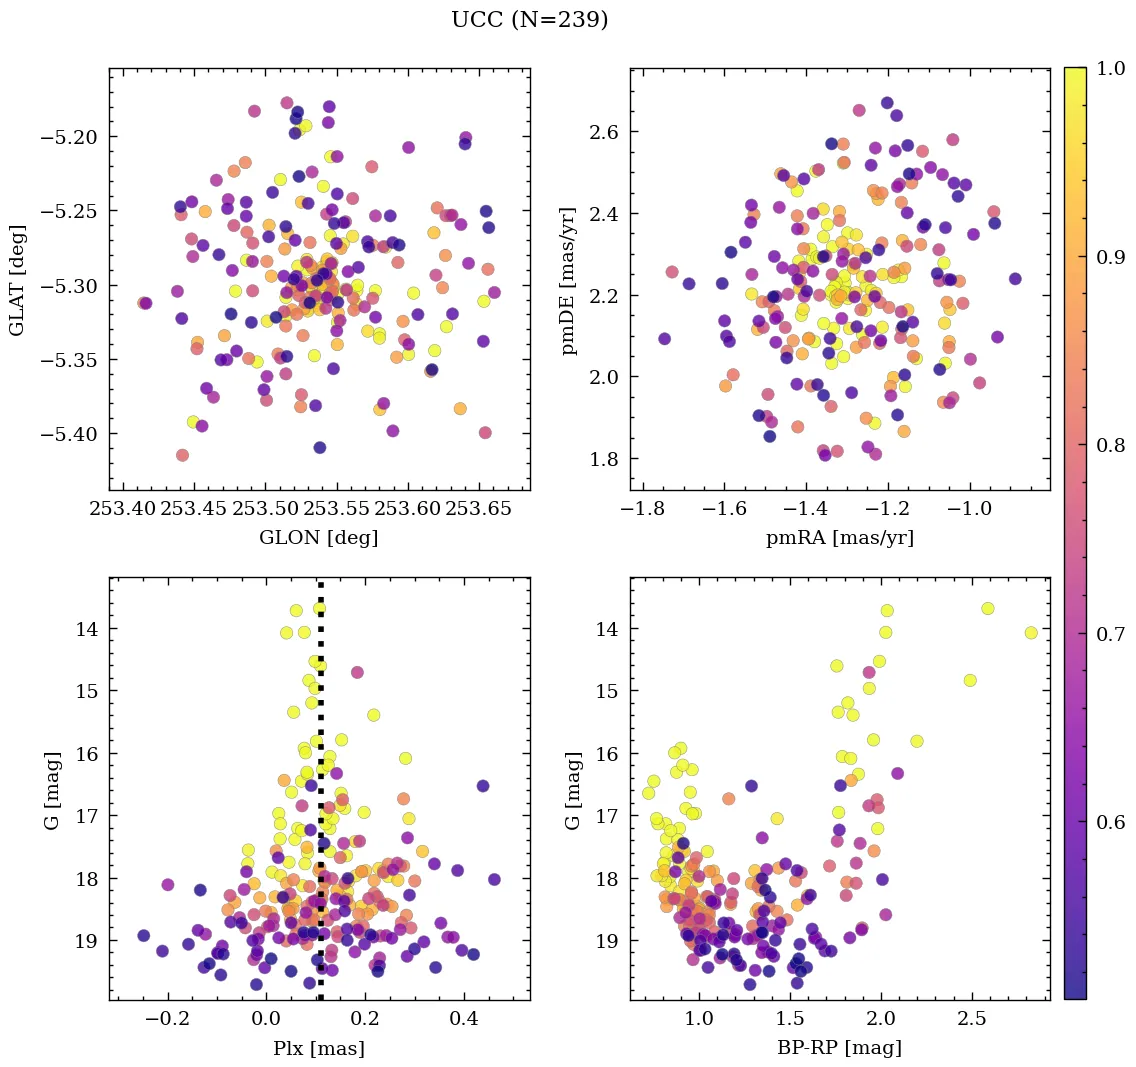 UCC (N=239)
−5.20
−5.25
−5.30
−5.35
−5.40
GLAT [deg]
253.40 253.45 253.50 253.55 253.60 253.65
GLON [deg]
2.6
2.4
2.2
2.0
1.8
pmDE [mas/yr]
−1.8 −1.6 −1.4 −1.2 −1.0
pmRA [mas/yr]
14
15
16
17
18
19
G [mag]
−0.2 0.0 0.2 0.4
Plx [mas]
14
15
16
17
18
19
G [mag]
1.0 1.5 2.0 2.5
BP-RP [mag]
1.0
0.9
0.8
0.7
0.6